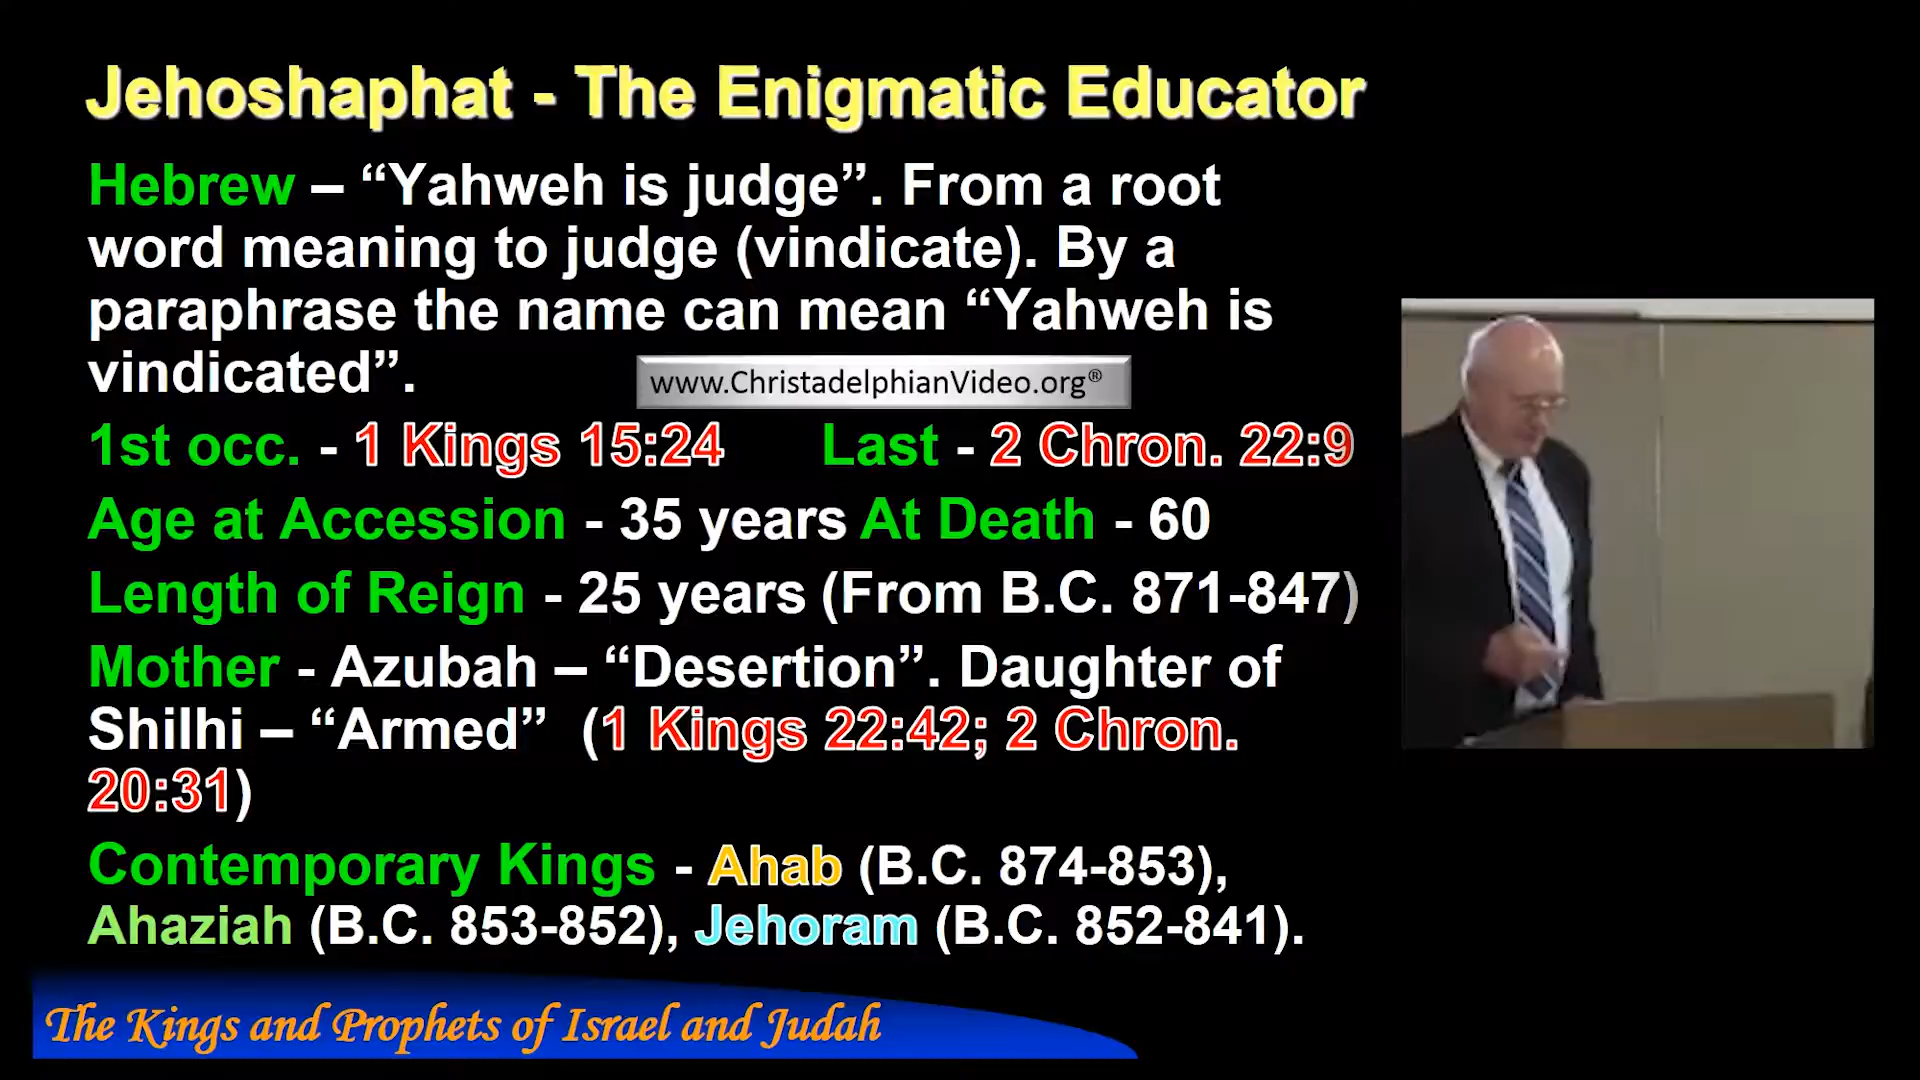 Jehoshaphat - The Enigmatic Educator
Hebrew – “Yahweh is judge”. From a root
word meaning to judge (vindicate). By a
paraphrase the name can mean “Yahweh is
vindicated”.
www.ChristadelphianVideo.org®
1st occ. - 1 Kings 15:24 Last - 2 Chron. 22:9
Age at Accession - 35 years At Death - 60
Length of Reign - 25 years (From B.C. 871-847)
Mother - Azubah – “Desertion”. Daughter of
Shilhi – “Armed” (1 Kings 22:42; 2 Chron.
20:31)
Contemporary Kings - Ahab (B.C. 874-853),
Ahaziah (B.C. 853-852), Jehoram (B.C. 852-841).
The Kings and Prophets of Israel and Judah